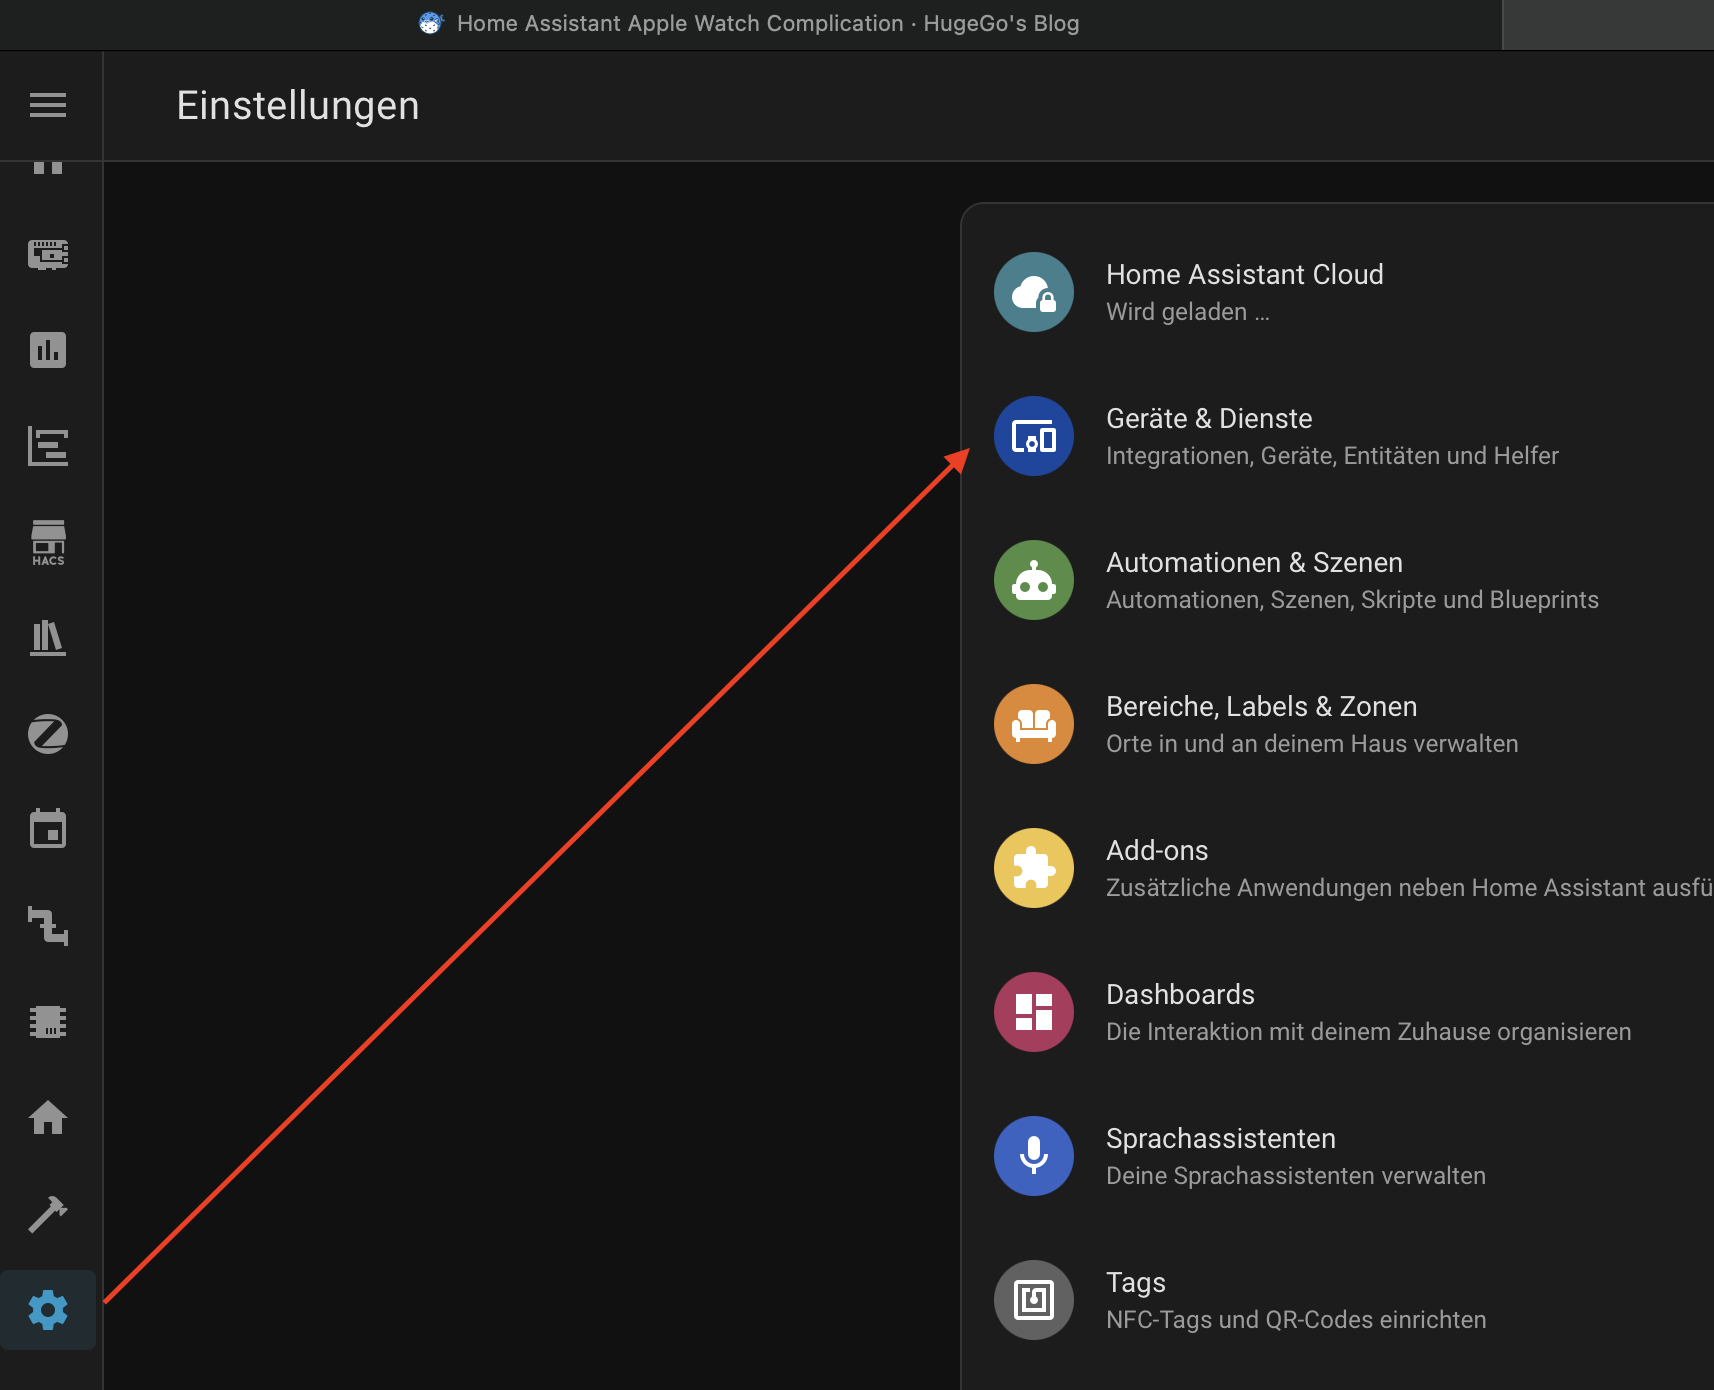 Home Assistant Apple Watch Complication · HugeGo's Blog
Einstellungen
Home Assistant Cloud
Wird geladen …
Geräte & Dienste
Integrationen, Geräte, Entitäten und Helfer
Automationen & Szenen
Automationen, Szenen, Skripte und Blueprints
HACS
Bereiche, Labels & Zonen
Orte in und an deinem Haus verwalten
Add-ons
Zusätzliche Anwendungen neben Home Assistant ausfü
Dashboards
Die Interaktion mit deinem Zuhause organisieren
Sprachassistenten
Deine Sprachassistenten verwalten
Tags
NFC-Tags und QR-Codes einrichten